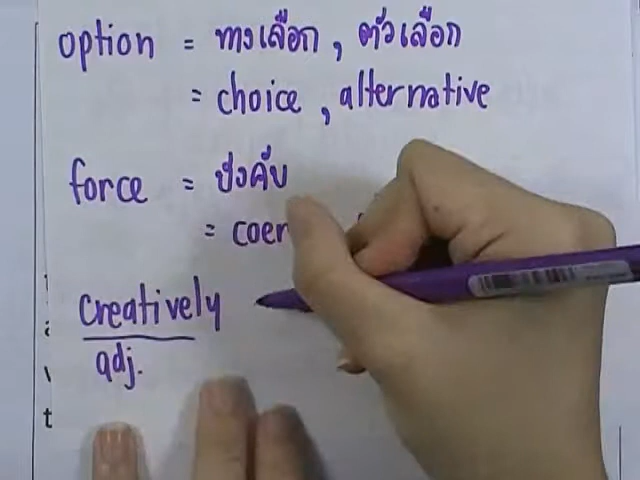 option = ทางเลือก, ตัวเลือก
= choice, alternative
force = บังคับ
=
creatively
adj.